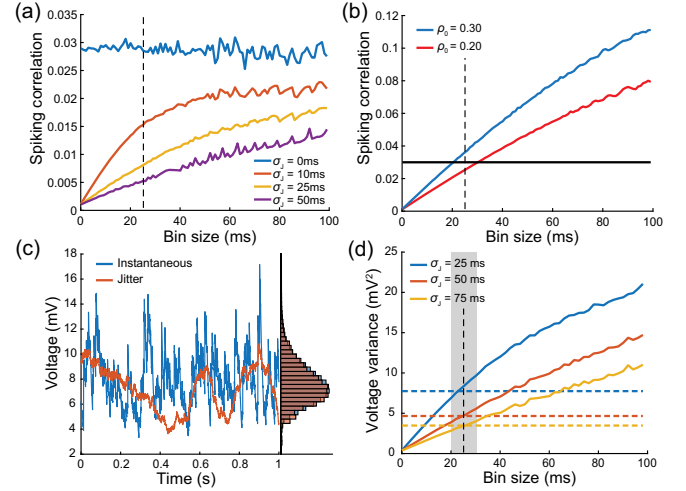 (a)
Spiking correlation
0.035
0.03
0.025
0.02
0.015
0.01
0.005
0
0 20 40 60 80 100
Bin size (ms)
σJ = 0ms
σJ = 10ms
σJ = 25ms
σJ = 50ms
(b)
Spiking correlation
0.12
0.1
0.08
0.06
0.04
0.02
0
0 20 40 60 80 100
Bin size (ms)
ρ0 = 0.30
ρ0 = 0.20
(c)
Voltage (mV)
18
16
14
12
10
8
6
4
2
0 0.2 0.4 0.6 0.8 1
Time (s)
Instantaneous
Jitter
(d)
Voltage variance (mV²)
25
20
15
10
5
0
0 20 40 60 80 100
Bin size (ms)
σJ = 25 ms
σJ = 50 ms
σJ = 75 ms